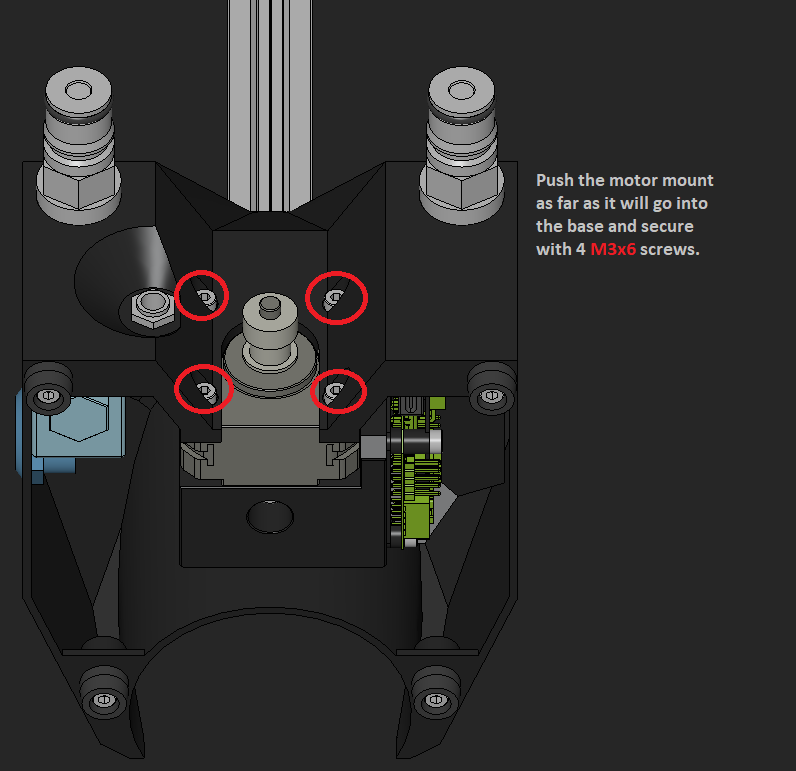 Push the motor mount
as far as it will go into
the base and secure
with 4 M3x6 screws.